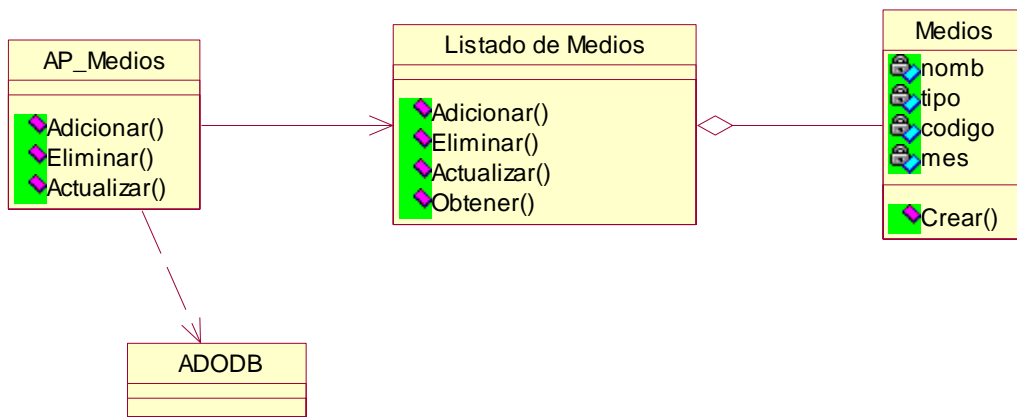 AP_Medios
Adicionar()
Eliminar()
Actualizar()
Listado de Medios
Adicionar()
Eliminar()
Actualizar()
Obtener()
Medios
nomb
tipo
codigo
mes
Crear()
ADODB